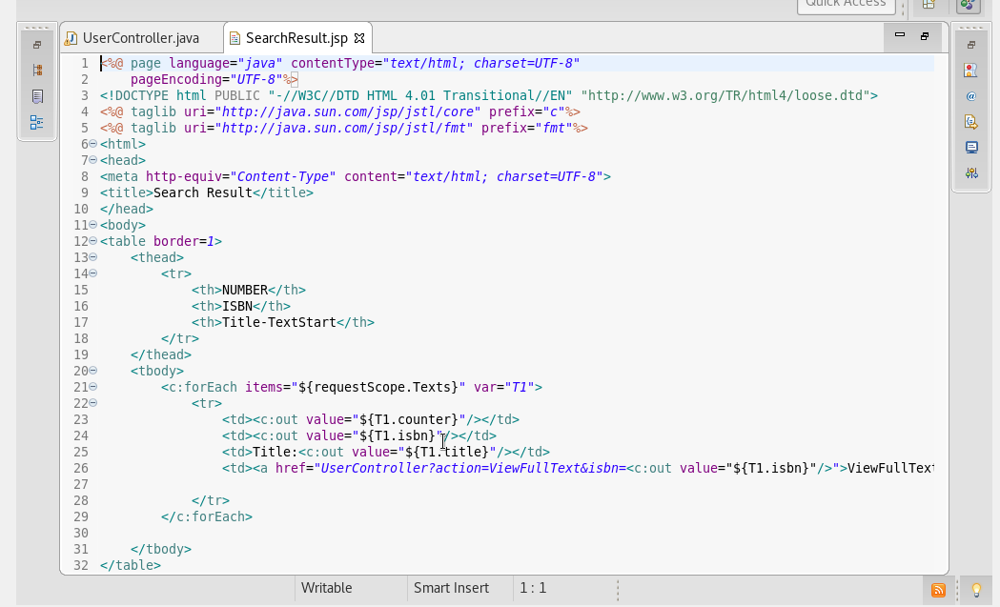 Quick Access
UserController.java
SearchResult.jsp
1 <%@ page language="java" contentType="text/html; charset=UTF-8"
2     pageEncoding="UTF-8"%>
3 <!DOCTYPE html PUBLIC "-//W3C//DTD HTML 4.01 Transitional//EN" "http://www.w3.org/TR/html4/loose.dtd">
4 <%@ taglib uri="http://java.sun.com/jsp/jstl/core" prefix="c"%>
5 <%@ taglib uri="http://java.sun.com/jsp/jstl/fmt" prefix="fmt"%>
6 <html>
7 <head>
8 <meta http-equiv="Content-Type" content="text/html; charset=UTF-8">
9 <title>Search Result</title>
10 </head>
11 <body>
12 <table border=1>
13     <thead>
14         <tr>
15             <th>NUMBER</th>
16             <th>ISBN</th>
17             <th>Title-TextStart</th>
18         </tr>
19     </thead>
20     <tbody>
21         <c:forEach items="${requestScope.Texts}" var="T1">
22             <tr>
23                 <td><c:out value="${T1.counter}"/></td>
24                 <td><c:out value="${T1.isbn}"/></td>
25                 <td>Title:<c:out value="${T1.title}"/></td>
26                 <td><a href="UserController?action=ViewFullText&isbn=<c:out value="${T1.isbn}"/>">ViewFullText
27
28             </tr>
29         </c:forEach>
30
31     </tbody>
32 </table>
Writable
Smart Insert
1 : 1